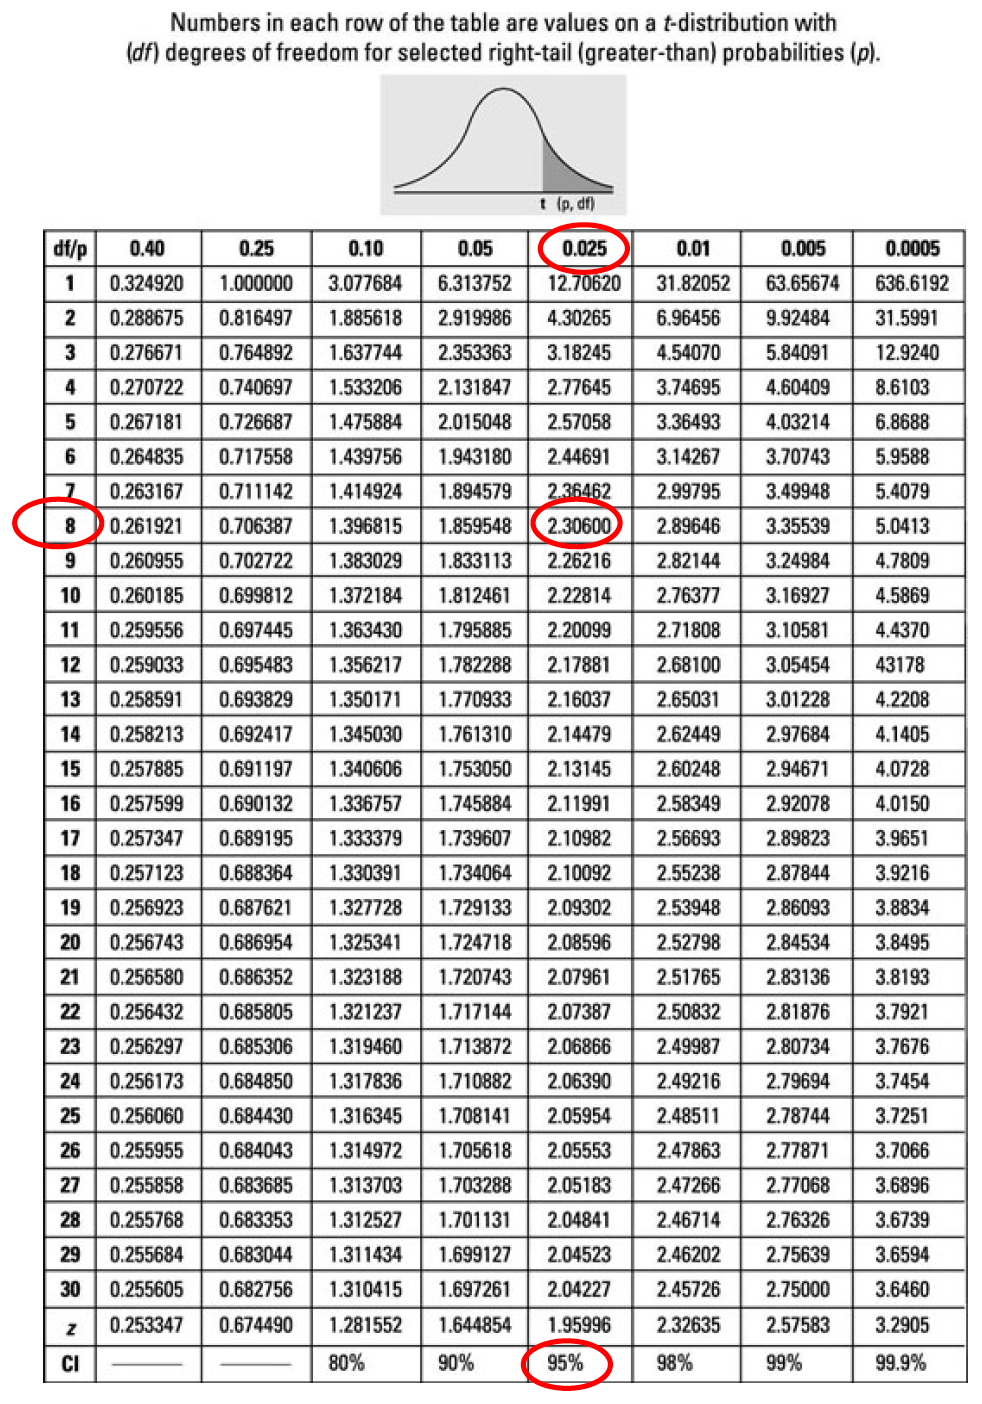 Numbers in each row of the table are values on a t-distribution with
(df) degrees of freedom for selected right-tail (greater-than) probabilities (p).
t (p, df)
df/p 0.40 0.25 0.10 0.05 0.025 0.01 0.005 0.0005
1 0.324920 1.000000 3.077684 6.313752 12.70620 31.82052 63.65674 636.6192
2 0.288675 0.816497 1.885618 2.919986 4.30265 6.96456 9.92484 31.5991
3 0.276671 0.764892 1.637744 2.353363 3.18245 4.54070 5.84091 12.9240
4 0.270722 0.740697 1.533206 2.131847 2.77645 3.74695 4.60409 8.6103
5 0.267181 0.726687 1.475884 2.015048 2.57058 3.36493 4.03214 6.8688
6 0.264835 0.717558 1.439756 1.943180 2.44691 3.14267 3.70743 5.9588
7 0.263167 0.711142 1.414924 1.894579 2.36462 2.99795 3.49948 5.4079
8 0.261921 0.706387 1.396815 1.859548 2.30600 2.89646 3.35539 5.0413
9 0.260955 0.702722 1.383029 1.833113 2.26216 2.82144 3.24984 4.7809
10 0.260185 0.699812 1.372184 1.812461 2.22814 2.76377 3.16927 4.5869
11 0.259556 0.697445 1.363430 1.795885 2.20099 2.71808 3.10581 4.4370
12 0.259033 0.695483 1.356217 1.782288 2.17881 2.68100 3.05454 43178
13 0.258591 0.693829 1.350171 1.770933 2.16037 2.65031 3.01228 4.2208
14 0.258213 0.692417 1.345030 1.761310 2.14479 2.62449 2.97684 4.1405
15 0.257885 0.691197 1.340606 1.753050 2.13145 2.60248 2.94671 4.0728
16 0.257599 0.690132 1.336757 1.745884 2.11991 2.58349 2.92078 4.0150
17 0.257347 0.689195 1.333379 1.739607 2.10982 2.56693 2.89823 3.9651
18 0.257123 0.688364 1.330391 1.734064 2.10092 2.55238 2.87844 3.9216
19 0.256923 0.687621 1.327728 1.729133 2.09302 2.53948 2.86093 3.8834
20 0.256743 0.686954 1.325341 1.724718 2.08596 2.52798 2.84534 3.8495
21 0.256580 0.686352 1.323188 1.720743 2.07961 2.51765 2.83136 3.8193
22 0.256432 0.685805 1.321237 1.717144 2.07387 2.50832 2.81876 3.7921
23 0.256297 0.685306 1.319460 1.713872 2.06866 2.49987 2.80734 3.7676
24 0.256173 0.684850 1.317836 1.710882 2.06390 2.49216 2.79694 3.7454
25 0.256060 0.684430 1.316345 1.708141 2.05954 2.48511 2.78744 3.7251
26 0.255955 0.684043 1.314972 1.705618 2.05553 2.47863 2.77871 3.7066
27 0.255858 0.683685 1.313703 1.703288 2.05183 2.47266 2.77068 3.6896
28 0.255768 0.683353 1.312527 1.701131 2.04841 2.46714 2.76326 3.6739
29 0.255684 0.683044 1.311434 1.699127 2.04523 2.46202 2.75639 3.6594
30 0.255605 0.682756 1.310415 1.697261 2.04227 2.45726 2.75000 3.6460
z 0.253347 0.674490 1.281552 1.644854 1.95996 2.32635 2.57583 3.2905
CI 80% 90% 95% 98% 99% 99.9%